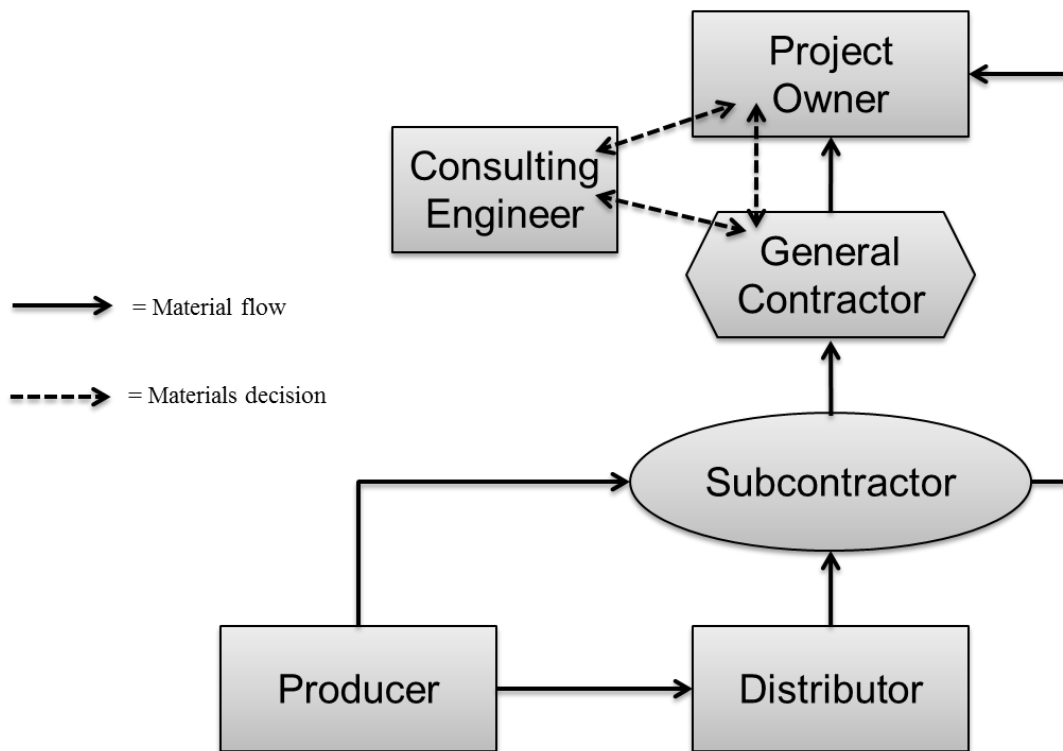 Project
Owner
Consulting
Engineer
General
Contractor
= Material flow
= Materials decision
Subcontractor
Producer
Distributor